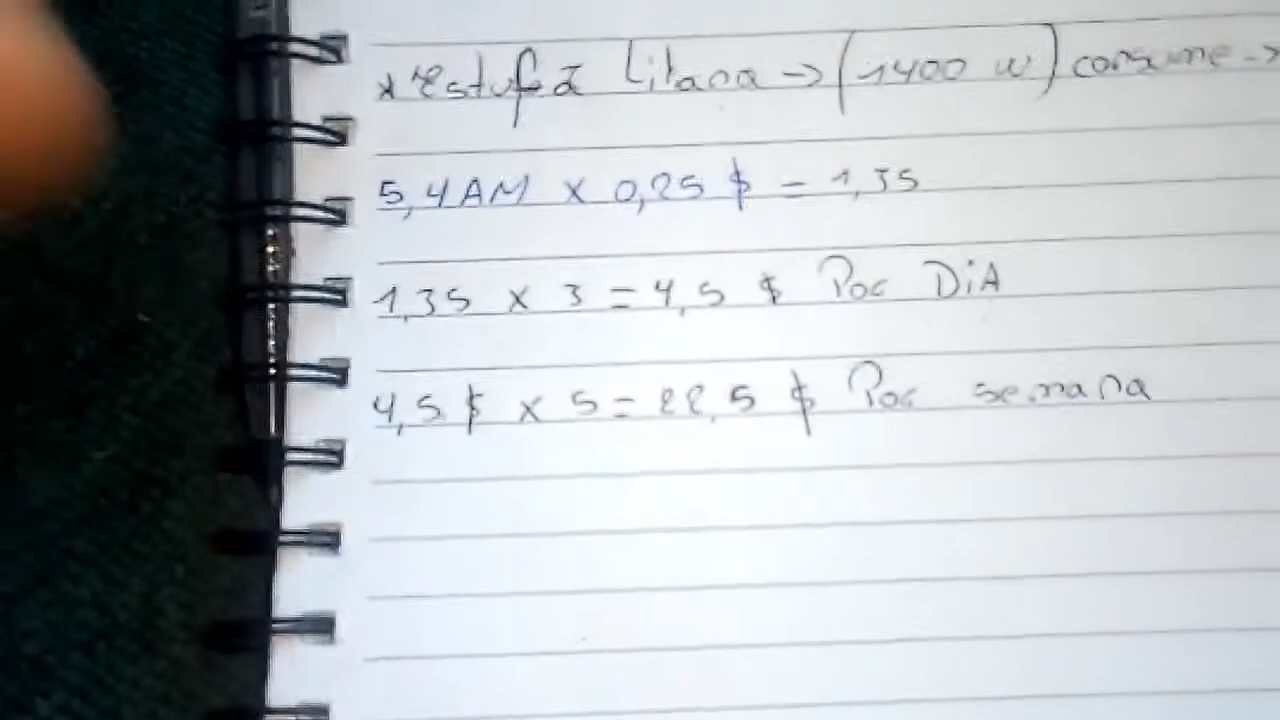 * Estufa Litana → (1400 w) consume →
5,4AM x 0,25 $ = 1,35
1,35 x 3 = 4,5 $ Por DiA
4,5 $ x 5 = 22,5 $ Por semana